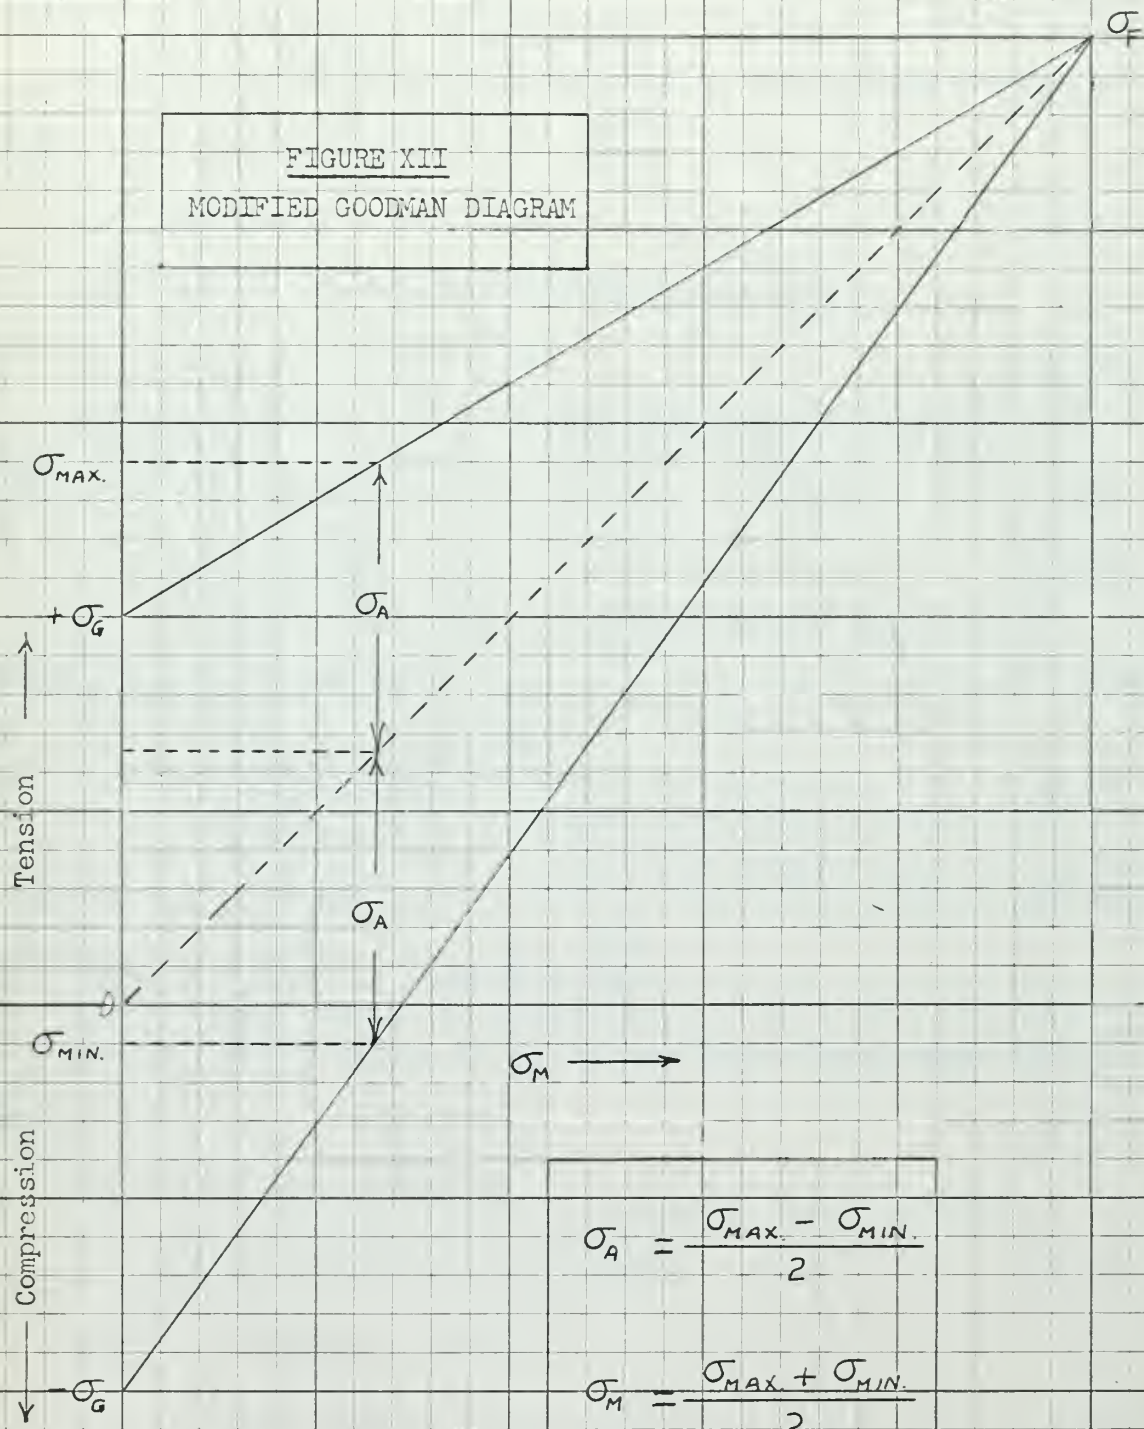 σF
FIGURE XII
MODIFIED GOODMAN DIAGRAM
σMAX.
+σG
σA
Tension
σA
0
σMIN.
σM
Compression
σA = σMAX. - σMIN. / 2
-σG
σM = σMAX. + σMIN. / 2